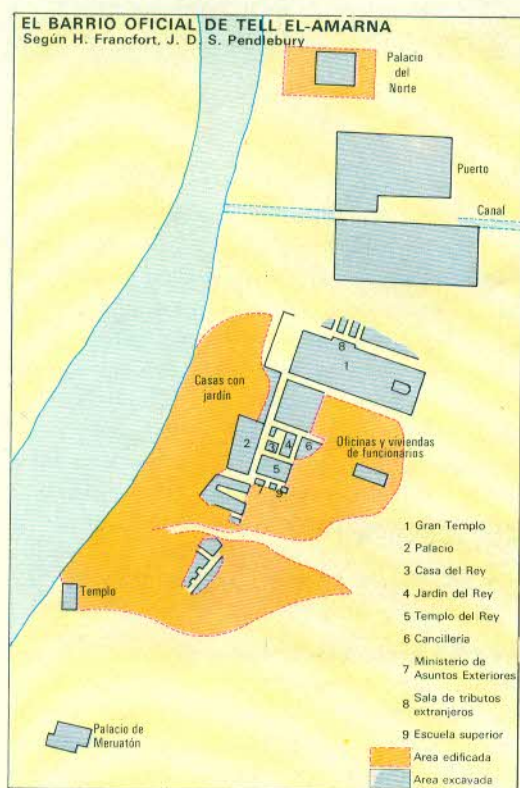 EL BARRIO OFICIAL DE TELL EL-AMARNA
Según H. Francfort, J. D. S. Pendlebury
Palacio
del
Norte
Puerto
Canal
8
1
Casas con
jardín
2
3
4
6
5
7
9
Oficinas y viviendas
de funcionarios
Templo
Palacio de
Meruatón
1 Gran Templo
2 Palacio
3 Casa del Rey
4 Jardín del Rey
5 Templo del Rey
6 Cancillería
7 Ministerio de
Asuntos Exteriores
8 Sala de tributos
extranjeros
9 Escuela superior
Area edificada
Area excavada